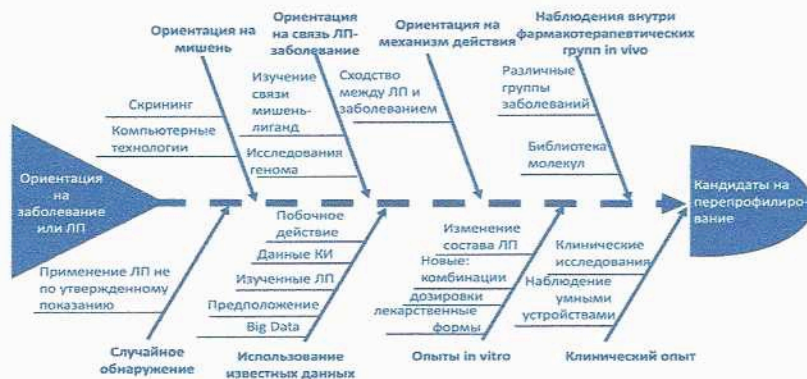 Ориентация на
мишень
Ориентация
на связь ЛП-
заболевание
Ориентация на
механизм действия
Наблюдения внутри
фармакотерапевтических
групп in vivo
Скрининг
Компьютерные
технологии
Изучение
связи
мишень-
лиганд
Исследования
генома
Сходство
между ЛП и
заболеванием
Различные
группы
заболеваний
Библиотека
молекул
Ориентация
на
заболевание
или ЛП
Кандидаты на
перепрофилиро-
вание
Применение ЛП не
по утвержденному
показанию
Побочное
действие
Данные КИ
Изученные ЛП
Предположение
Big Data
Изменение
состава ЛП
Новые:
комбинации
дозировки
лекарственные
формы
Клинические
исследования
Наблюдение
умными
устройствами
Случайное
обнаружение
Использование
известных данных
Опыты in vitro
Клинический опыт